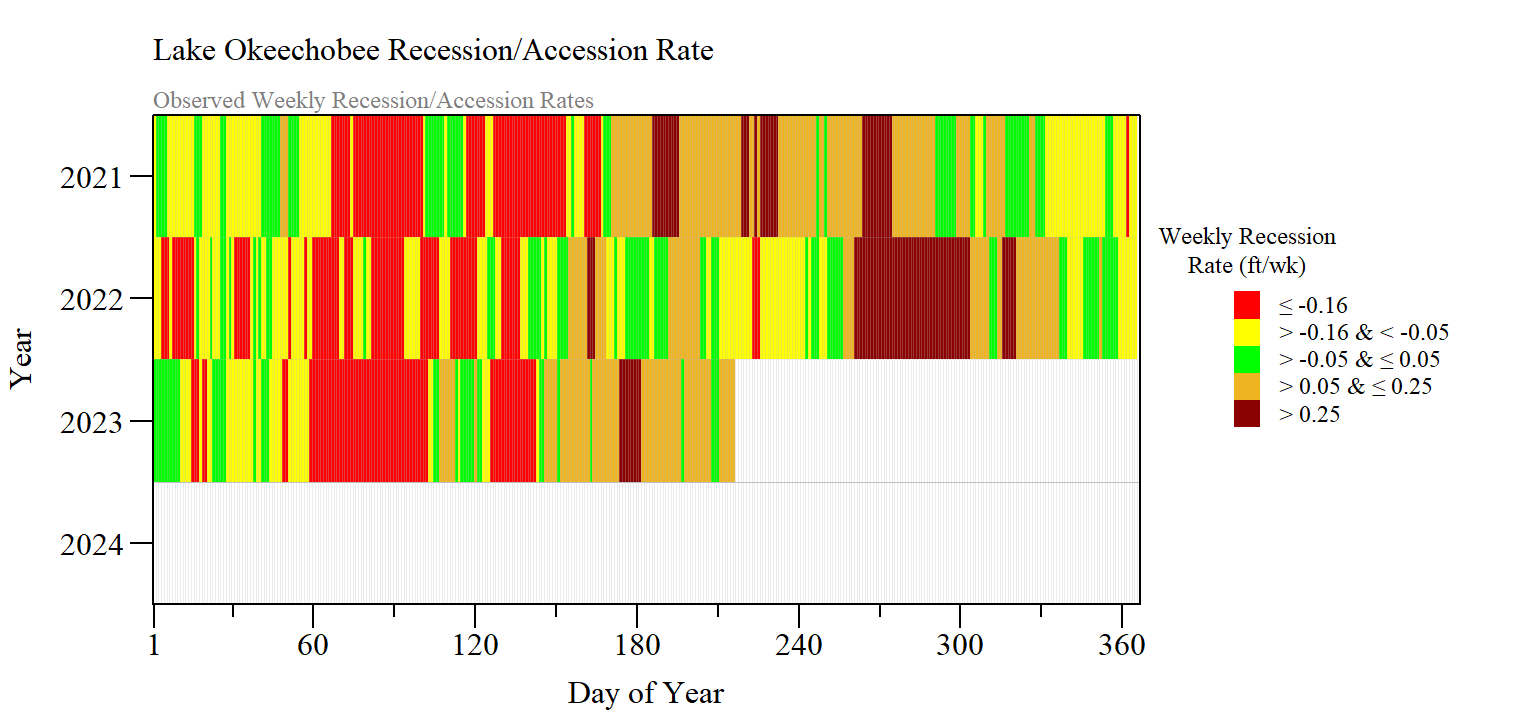 Lake Okeechobee Recession/Accession Rate
Observed Weekly Recession/Accession Rates
2021
2022
2023
2024
Year
1 60 120 180 240 300 360
Day of Year
Weekly Recession
Rate (ft/wk)
≤ -0.16
> -0.16 & < -0.05
> -0.05 & ≤ 0.05
> 0.05 & ≤ 0.25
> 0.25